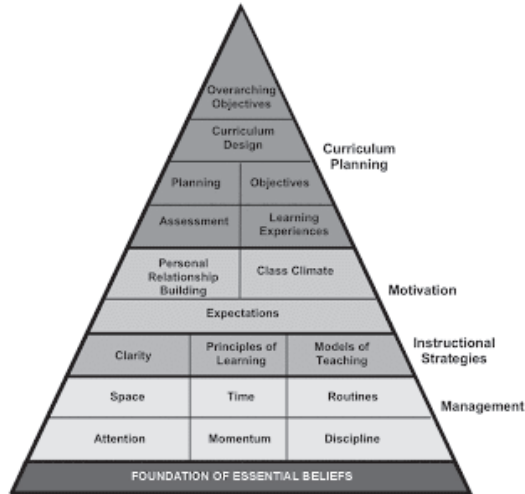 Overarching
Objectives
Curriculum
Design
Curriculum
Planning
Planning
Objectives
Assessment
Learning
Experiences
Personal
Relationship
Building
Class Climate
Motivation
Expectations
Clarity
Principles of
Learning
Models of
Teaching
Instructional
Strategies
Space
Time
Routines
Management
Attention
Momentum
Discipline
FOUNDATION OF ESSENTIAL BELIEFS